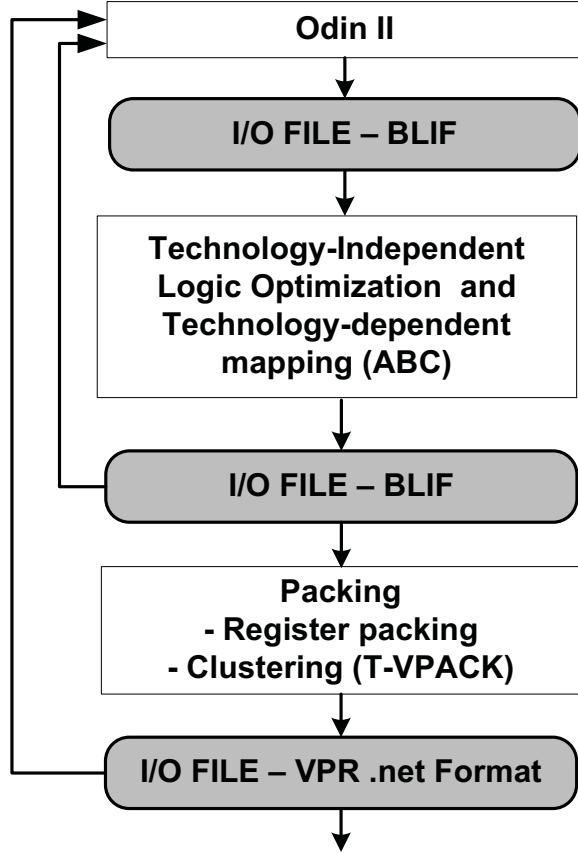 Odin II
I/O FILE – BLIF
Technology-Independent
Logic Optimization and
Technology-dependent
mapping (ABC)
I/O FILE – BLIF
Packing
- Register packing
- Clustering (T-VPACK)
I/O FILE – VPR .net Format